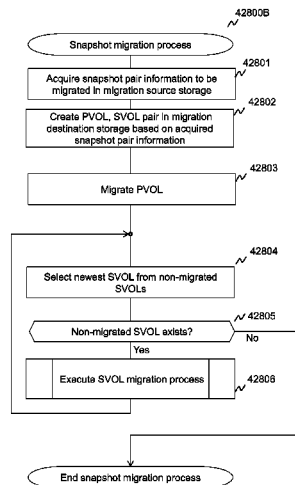 42800B
Snapshot migration process
42801
Acquire snapshot pair information to be
migrated in migration source storage
42802
Create PVOL, SVOL pair in migration
destination storage based on acquired
snapshot pair information
42803
Migrate PVOL
42804
Select newest SVOL from non-migrated
SVOLs
42805
Non-migrated SVOL exists?
No
Yes
Execute SVOL migration process
42806
End snapshot migration process